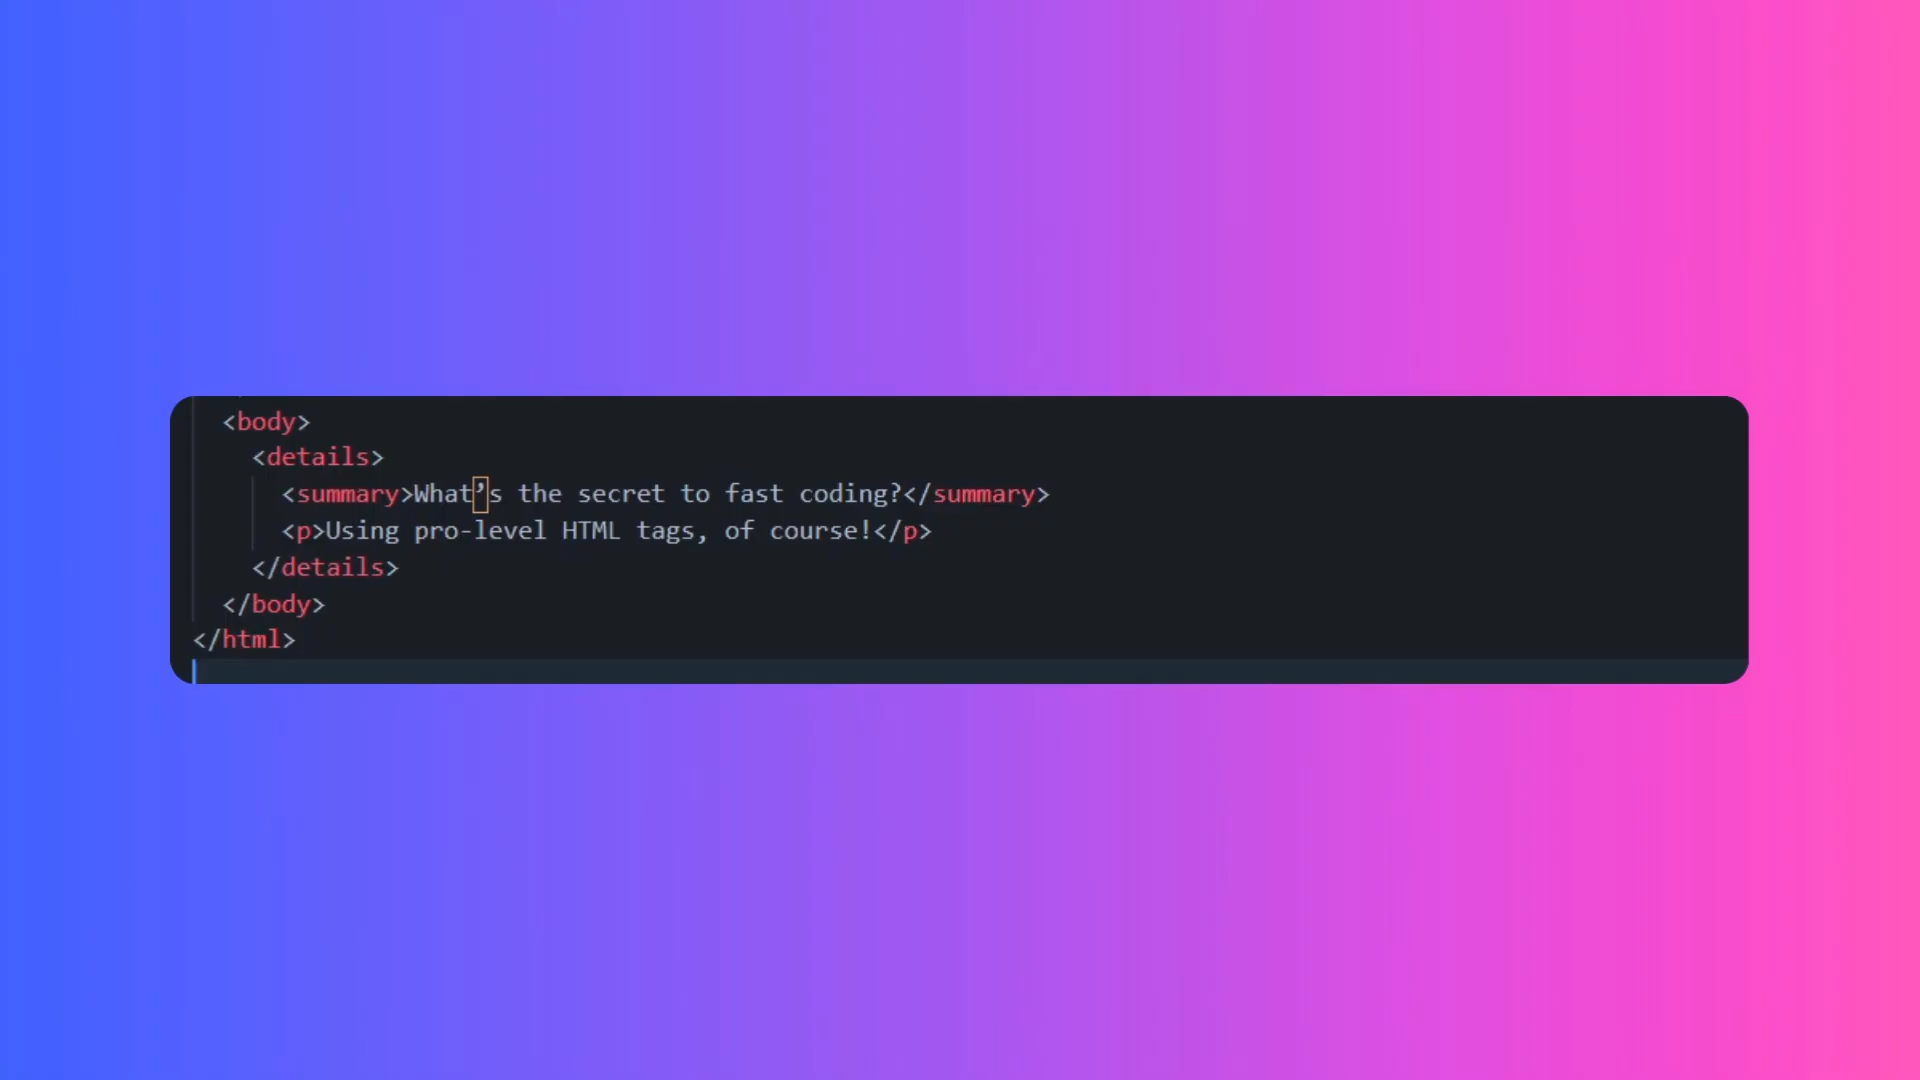 <body>
<details>
<summary>What’s the secret to fast coding?</summary>
<p>Using pro-level HTML tags, of course!</p>
</details>
</body>
</html>